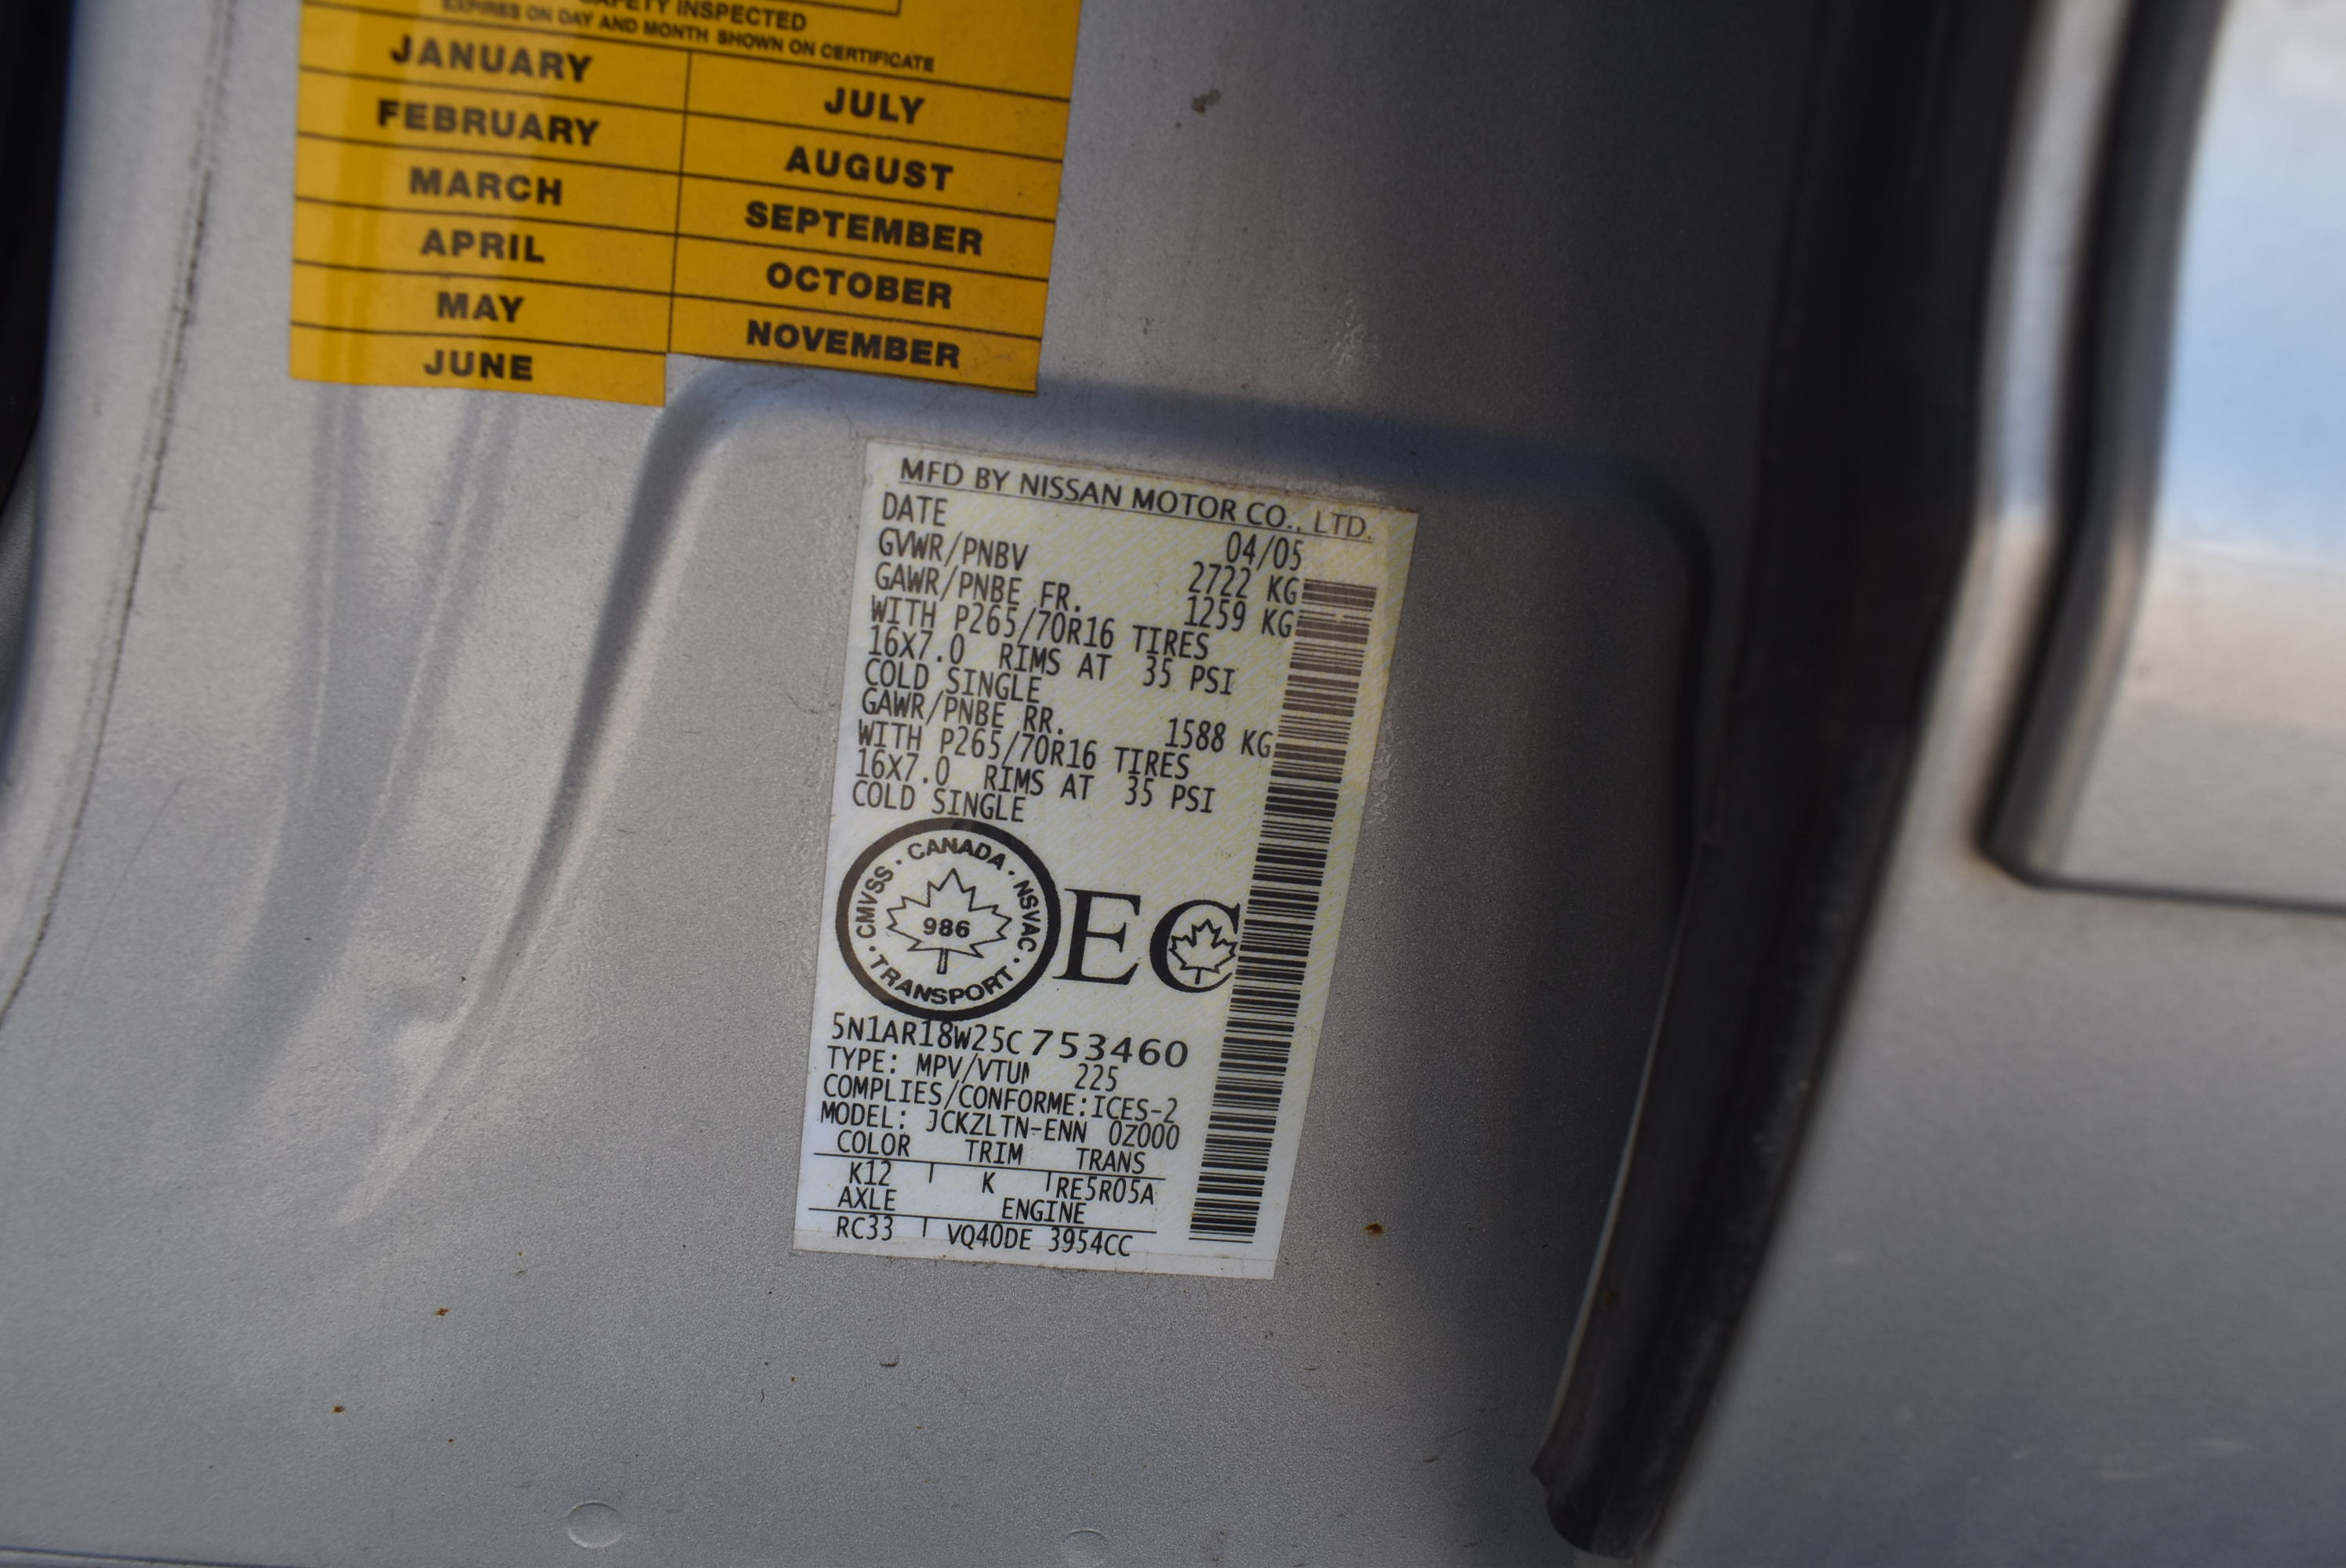 SAFETY INSPECTED
EXPIRES ON DAY AND MONTH SHOWN ON CERTIFICATE
JANUARY JULY
FEBRUARY AUGUST
MARCH SEPTEMBER
APRIL OCTOBER
MAY NOVEMBER
JUNE
MFD BY NISSAN MOTOR CO., LTD.
DATE 04/05
GVWR/PNBV 2722 KG
GAWR/PNBE FR. 1259 KG
WITH P265/70R16 TIRES
16X7.0 RIMS AT 35 PSI
COLD SINGLE
GAWR/PNBE RR. 1588 KG
WITH P265/70R16 TIRES
16X7.0 RIMS AT 35 PSI
COLD SINGLE
CMVSS · CANADA · NSVAC · TRANSPORT ·
986
EC
5N1AR18W25C753460
TYPE: MPV/VTUM 225
COMPLIES/CONFORME:ICES-2
MODEL: JCKZLTN-ENN 0Z000
COLOR TRIM TRANS
K12 K RE5R05A
AXLE ENGINE
RC33 VQ40DE 3954CC